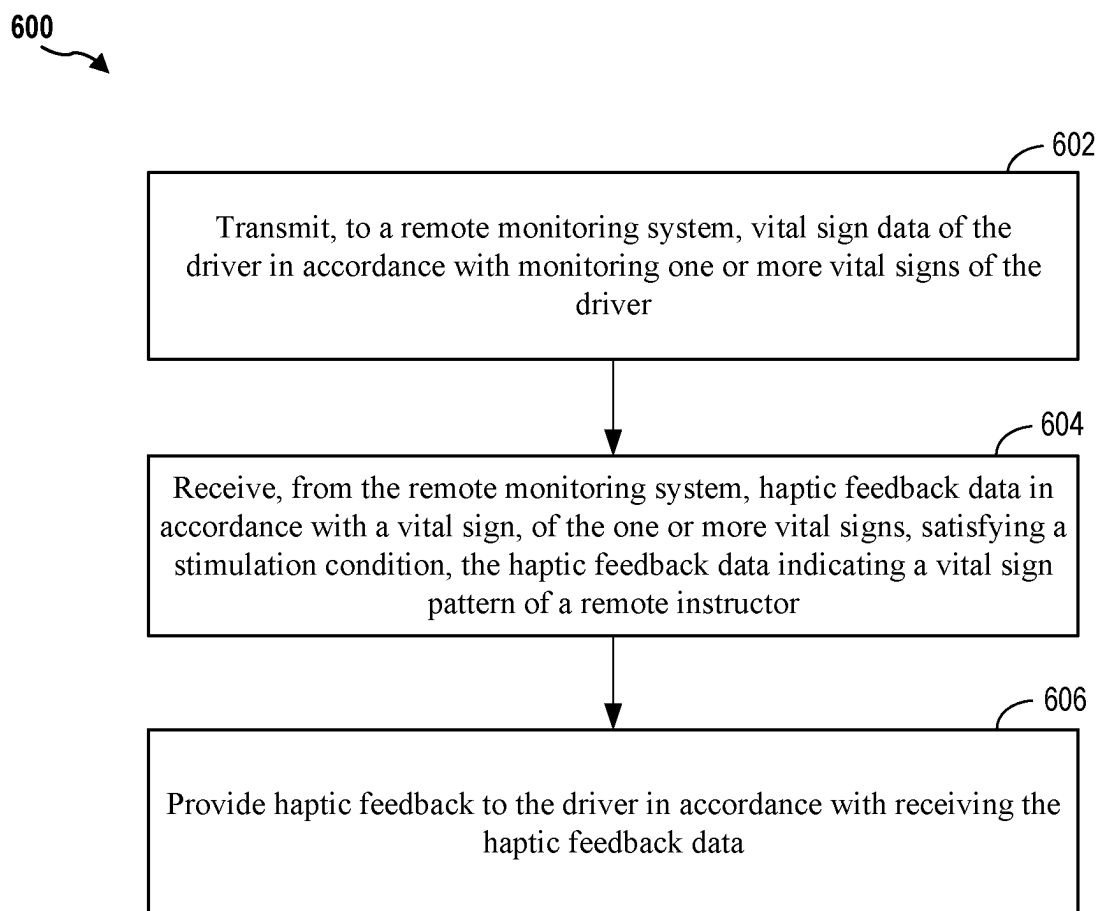 600
602
Transmit, to a remote monitoring system, vital sign data of the
driver in accordance with monitoring one or more vital signs of the
driver
604
Receive, from the remote monitoring system, haptic feedback data in
accordance with a vital sign, of the one or more vital signs, satisfying a
stimulation condition, the haptic feedback data indicating a vital sign
pattern of a remote instructor
606
Provide haptic feedback to the driver in accordance with receiving the
haptic feedback data